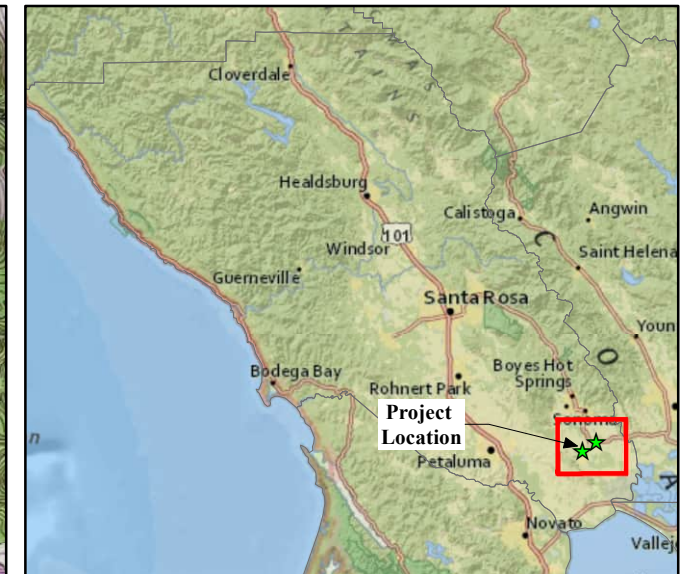 T A I N S
M A
Cloverdale
Healdsburg
Calistoga
Angwin
101
C
Windsor
Saint Helena
Guerneville
Santa Rosa
O
Youn
Bodega Bay
Boyes Hot
Springs
Rohnert Park
Project
Location
Sonoma
n
Petaluma
A
Novato
Vallej